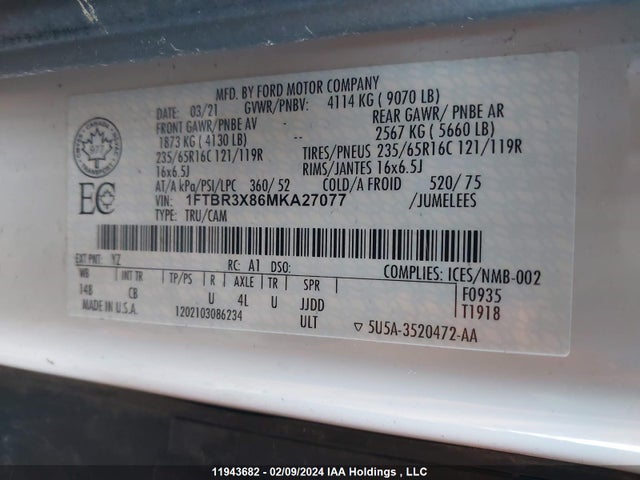 MFD. BY FORD MOTOR COMPANY
DATE: 03/21 GVWR/PNBV: 4114 KG ( 9070 LB)
FRONT GAWR/PNBE AV -- REAR GAWR/ PNBE AR
1873 KG ( 4130 LB) 2567 KG ( 5660 LB)
235/65R16C 121/119R TIRES/PNEUS 235/65R16C 121/119R
16x6.5J RIMS/JANTES 16x6.5J
AT/A kPa/PSI/LPC 360/ 52 COLD/A FROID 520/ 75
VIN: 1FTBR3X86MKA27077 /JUMELEES
TYPE: TRU/CAM
EC
EXT PNT: YZ RC: A1 DSO: COMPLIES: ICES/NMB-002
WB INT TR TP/PS R AXLE TR SPR F0935
148 CB U 4L U JJDD T1918
MADE IN U.S.A. 1202103086234 ULT ▽ 5U5A-3520472-AA
11943682 - 02/09/2024 IAA Holdings , LLC